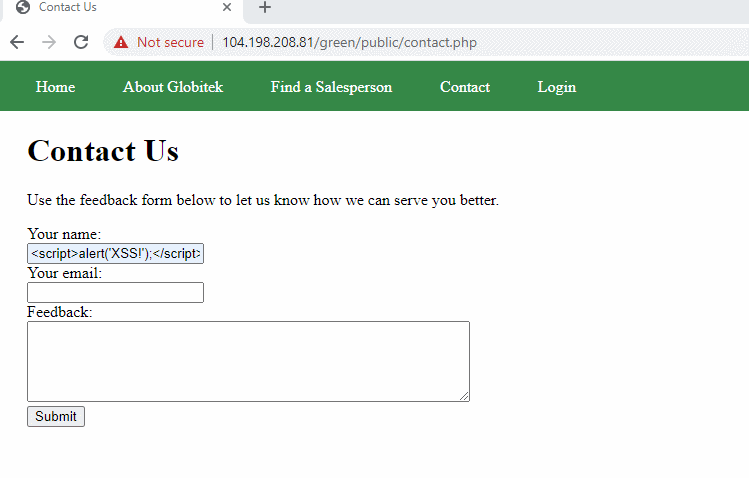 Contact Us
Not secure | 104.198.208.81/green/public/contact.php
Home About Globitek Find a Salesperson Contact Login
Contact Us
Use the feedback form below to let us know how we can serve you better.
Your name:
<script>alert('XSS!');</script>
Your email:
Feedback:
Submit